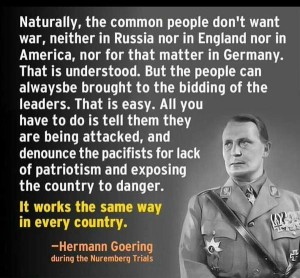 Naturally, the common people don't want
war, neither in Russia nor in England nor in
America, nor for that matter in Germany.
That is understood. But the people can
alwaysbe brought to the bidding of the
leaders. That is easy. All you
have to do is tell them they
are being attacked, and
denounce the pacifists for lack
of patriotism and exposing
the country to danger.
It works the same way
in every country.
—Hermann Goering
during the Nuremberg Trials